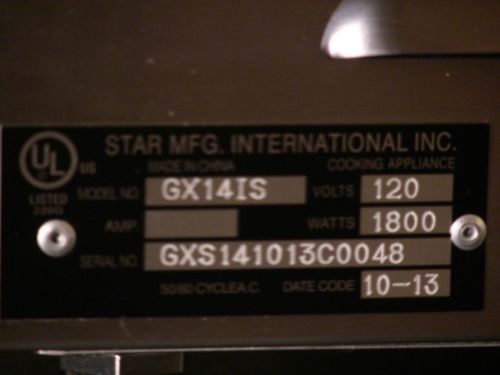 STAR MFG. INTERNATIONAL INC.
UL US MADE IN CHINA COOKING APPLIANCE
LISTED MODEL NO GX14IS VOLTS 120
AMP WATTS 1800
SERIAL NO. GXS141013C0048
50/60 CYCLE A.C. DATE CODE 10-13